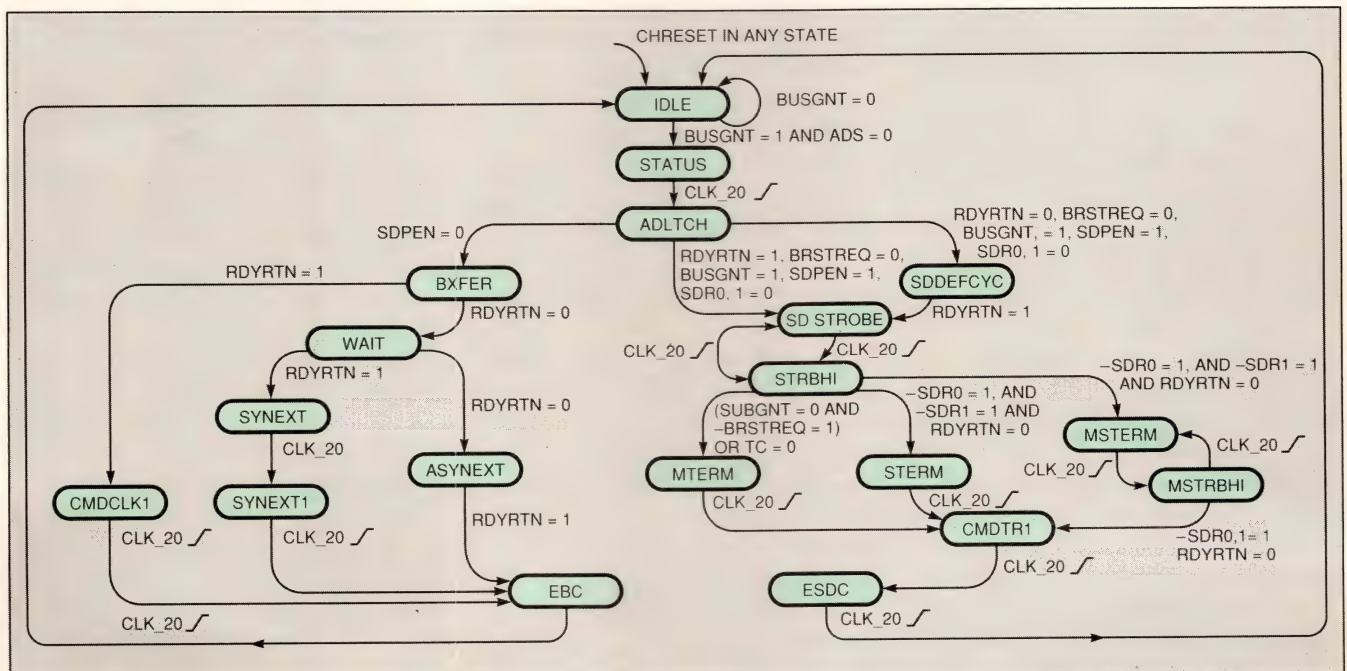 CHRESET IN ANY STATE
IDLE
BUSGNT = 0
BUSGNT = 1 AND ADS = 0
STATUS
CLK_20
ADLTCH
SDPEN = 0
RDYRTN = 0, BRSTREQ = 0,
BUSGNT, = 1, SDPEN = 1,
SDR0, 1 = 0
RDYRTN = 1, BRSTREQ = 0,
BUSGNT = 1, SDPEN = 1,
SDR0, 1 = 0
RDYRTN = 1
BXFER
SDDEFCYC
RDYRTN = 0
RDYRTN = 1
SD STROBE
WAIT
CLK_20
CLK_20
RDYRTN = 1
STRBHI
–SDR0 = 1, AND –SDR1 = 1
AND RDYRTN = 0
RDYRTN = 0
(SUBGNT = 0 AND
–BRSTREQ = 1)
OR TC = 0
–SDR0 = 1, AND
–SDR1 = 1 AND
RDYRTN = 0
SYNEXT
MSTERM
CLK_20
CLK_20
CLK_20
ASYNEXT
MTERM
STERM
MSTRBHI
CMDCLK1
SYNEXT1
CLK_20
CLK_20
RDYRTN = 1
CMDTR1
–SDR0,1= 1
RDYRTN = 0
CLK_20
CLK_20
CLK_20
EBC
ESDC
CLK_20
CLK_20